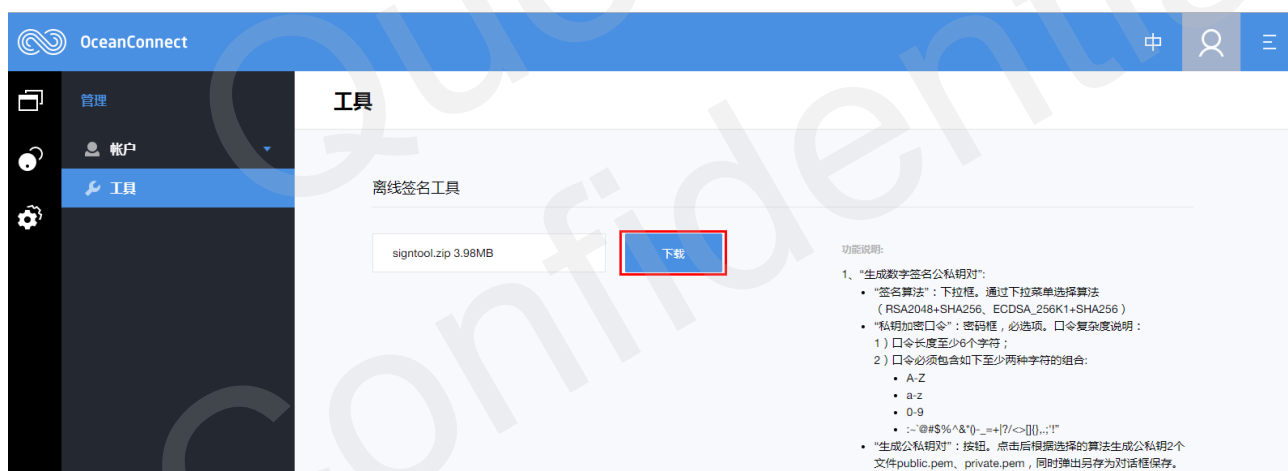 OceanConnect
中
管理
工具
帐户
工具
离线签名工具
signtool.zip 3.98MB
下载
功能说明:
1、“生成数字签名公私钥对”:
• “签名算法”：下拉框。通过下拉菜单选择算法
（RSA2048+SHA256、ECDSA_256K1+SHA256）
• “私钥加密口令”：密码框，必选项。口令复杂度说明：
1）口令长度至少6个字符；
2）口令必须包含如下至少两种字符的组合:
• A-Z
• a-z
• 0-9
• :~`@#$%^&*()-_=+|?/<>[]{},.;'!"
• “生成公私钥对”：按钮。点击后根据选择的算法生成公私钥2个
文件public.pem、private.pem，同时弹出另存为对话框保存。
Confidential